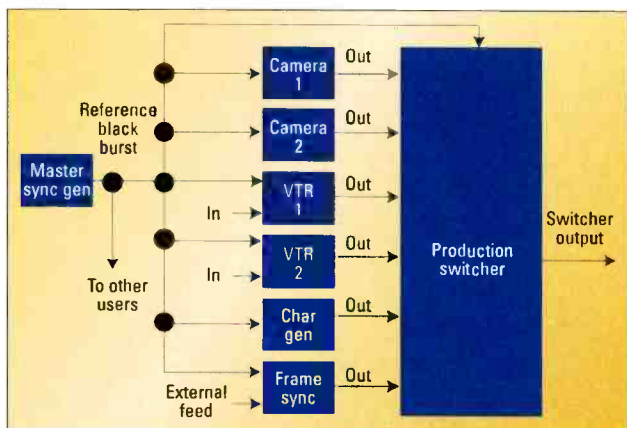 Out
Camera
1
Reference
black
burst
Out
Camera
2
Master
sync gen
Out
VTR
1
In
Switcher
output
Out
VTR
2
Production
switcher
In
To other
users
Out
Char
gen
Out
Frame
sync
External
feed